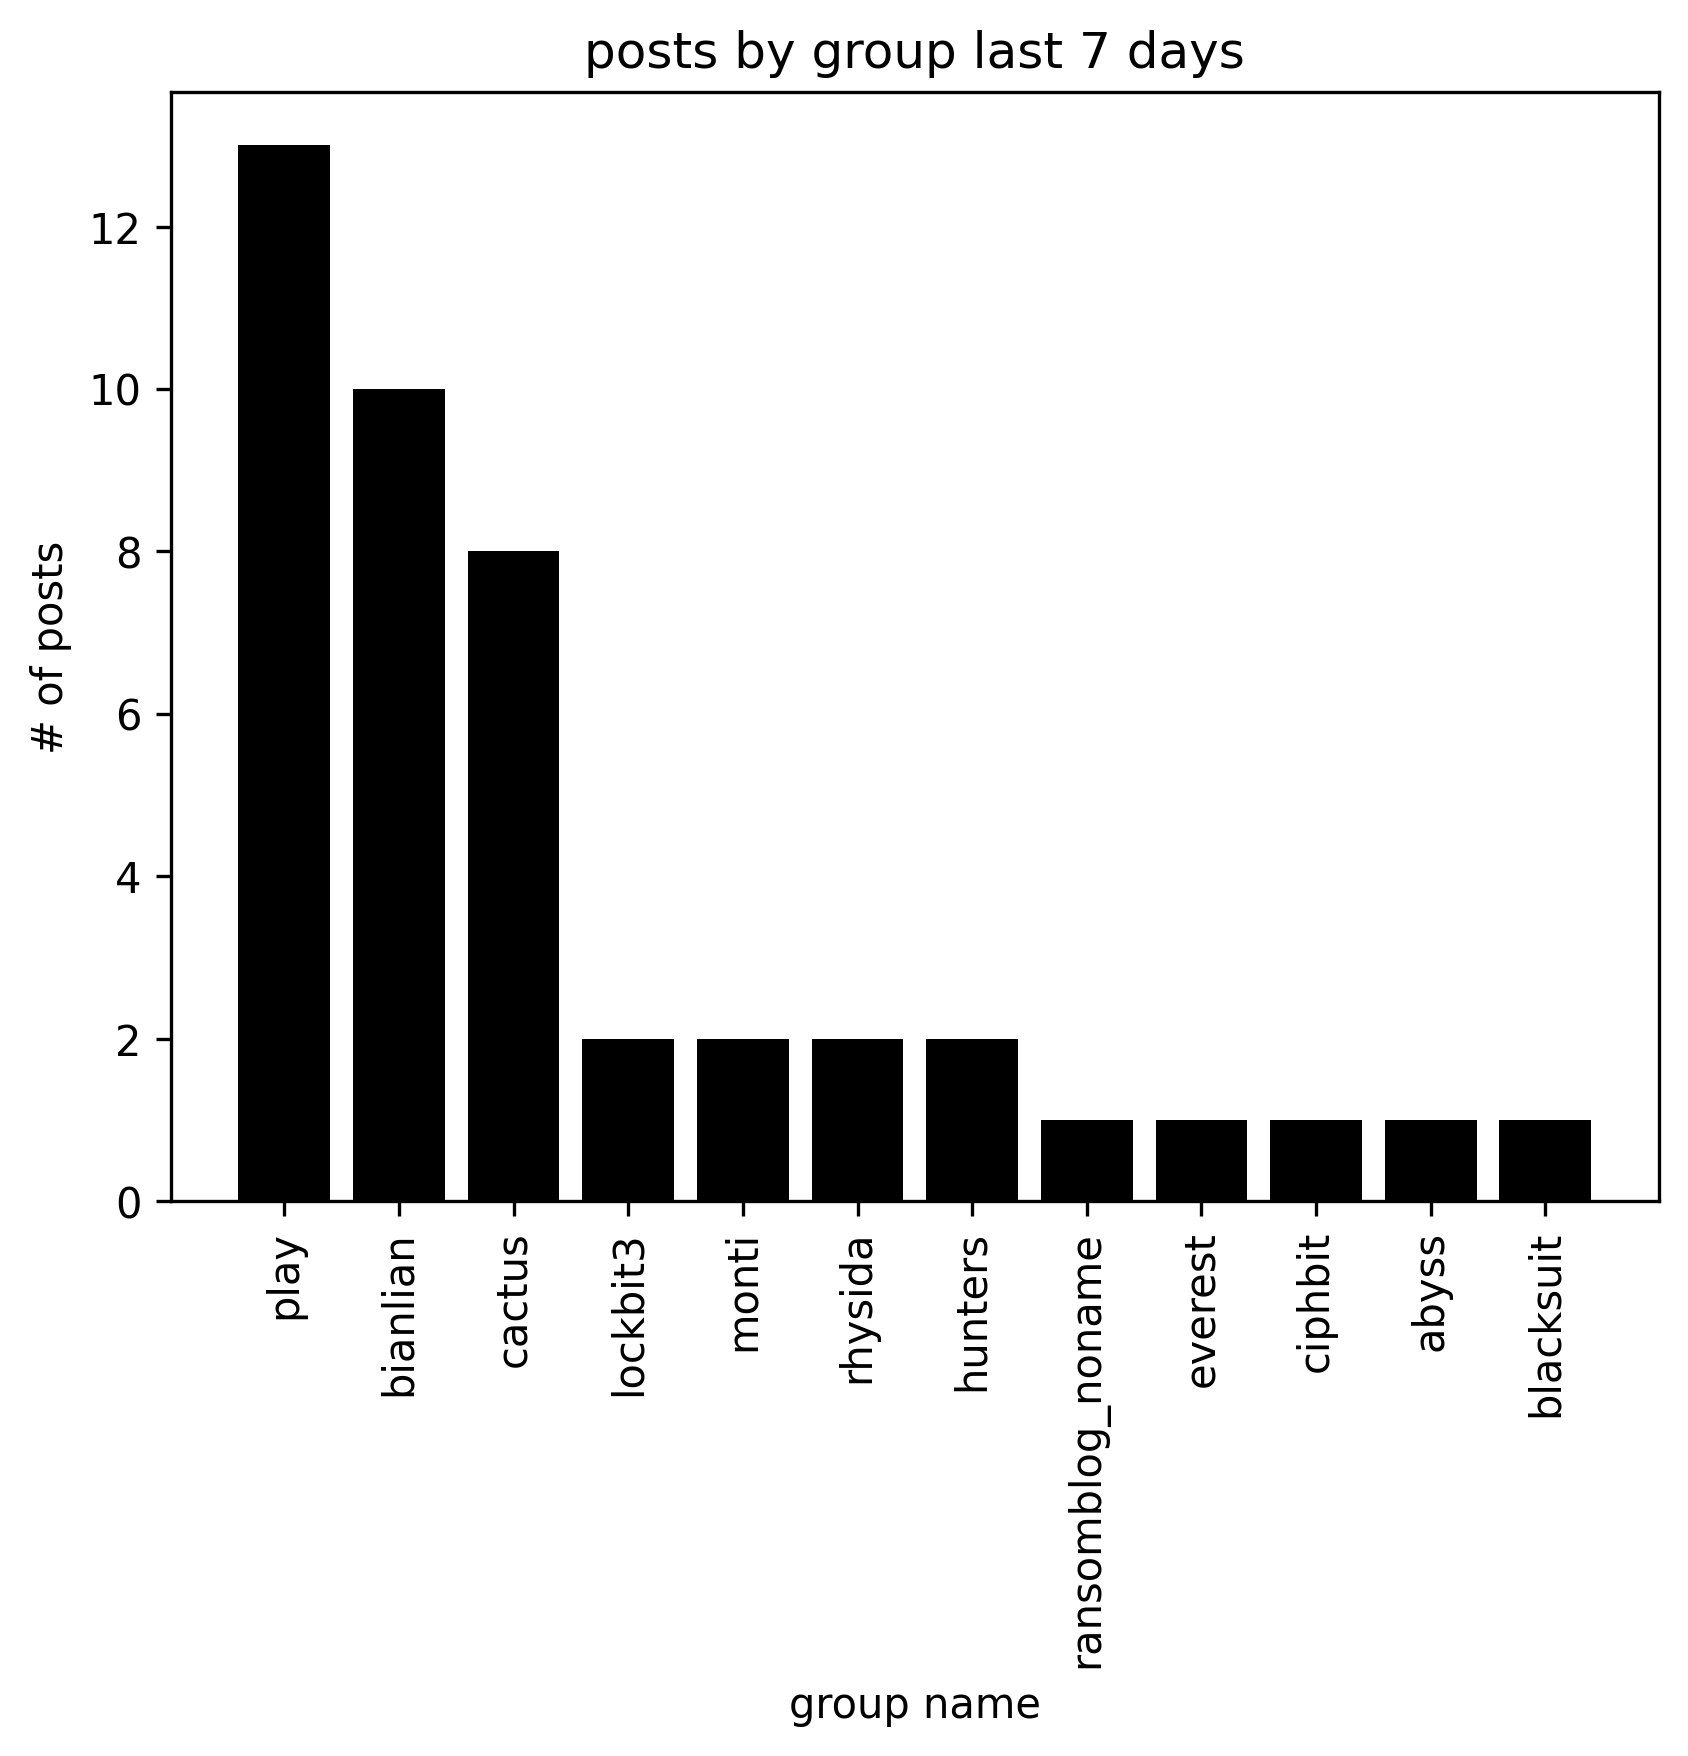 posts by group last 7 days
# of posts
12
10
8
6
4
2
0
play
bianlian
cactus
lockbit3
monti
rhysida
hunters
ransomblog_noname
everest
ciphbit
abyss
blacksuit
group name